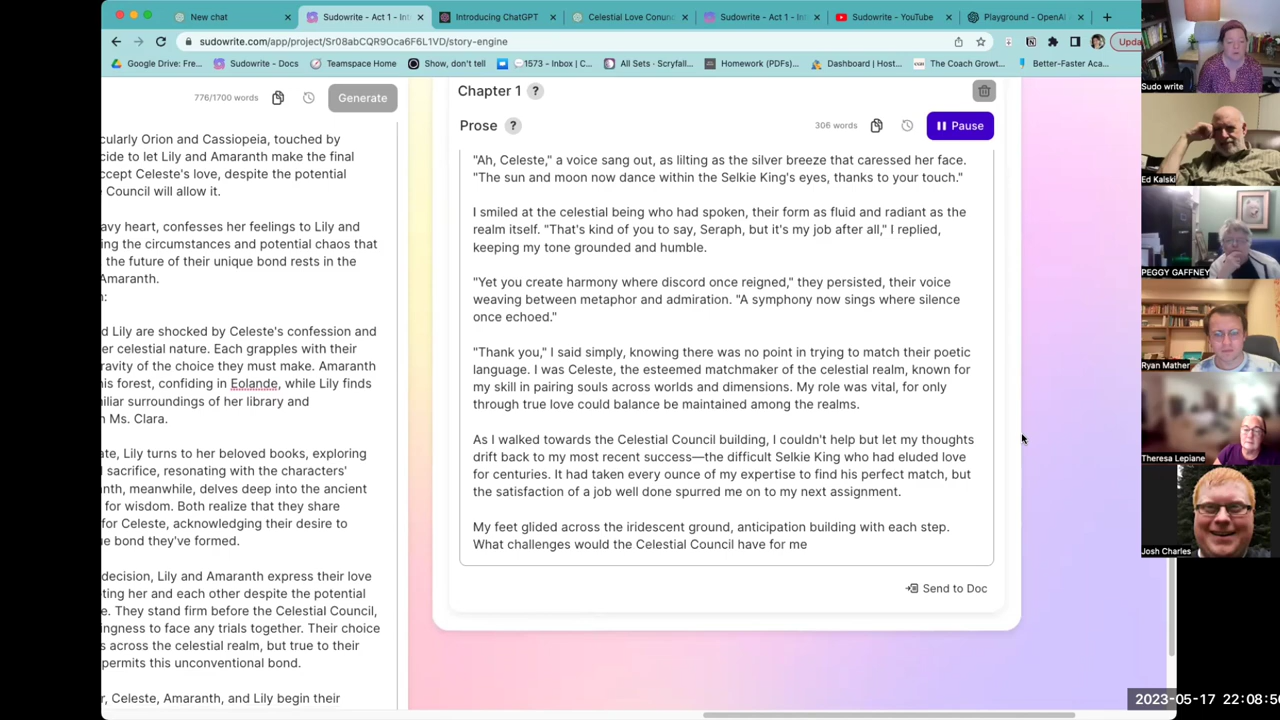 New chat
Sudowrite - Act 1 - Int
Introducing ChatGPT
Celestial Love Conun
Sudowrite - Act 1 - Int
Sudowrite - YouTube
Playground - OpenAI
sudowrite.com/app/project/Sr08abCQR9Oca6F6L1VD/story-engine
Upda
Google Drive: Fre...
Sudowrite - Docs
Teamspace Home
Show, don't tell
1573 - Inbox | C...
All Sets · Scryfall...
Homework (PDFs)...
Dashboard | Host...
The Coach Growt...
Better-Faster Aca...
776/1700 words
Generate
cularly Orion and Cassiopeia, touched by
cide to let Lily and Amaranth make the final
ccept Celeste's love, despite the potential
Council will allow it.
avy heart, confesses her feelings to Lily and
ing the circumstances and potential chaos that
the future of their unique bond rests in the
Amaranth.
n:
d Lily are shocked by Celeste's confession and
er celestial nature. Each grapples with their
ravity of the choice they must make. Amaranth
his forest, confiding in Eolande, while Lily finds
iliar surroundings of her library and
n Ms. Clara.
ate, Lily turns to her beloved books, exploring
sacrifice, resonating with the characters'
nth, meanwhile, delves deep into the ancient
for wisdom. Both realize that they share
for Celeste, acknowledging their desire to
e bond they've formed.
decision, Lily and Amaranth express their love
ting her and each other despite the potential
e. They stand firm before the Celestial Council,
ingness to face any trials together. Their choice
s across the celestial realm, but true to their
permits this unconventional bond.
r, Celeste, Amaranth, and Lily begin their
Chapter 1 ?
Prose ?
306 words
Pause
"Ah, Celeste," a voice sang out, as lilting as the silver breeze that caressed her face.
"The sun and moon now dance within the Selkie King's eyes, thanks to your touch."
I smiled at the celestial being who had spoken, their form as fluid and radiant as the
realm itself. "That's kind of you to say, Seraph, but it's my job after all," I replied,
keeping my tone grounded and humble.
"Yet you create harmony where discord once reigned," they persisted, their voice
weaving between metaphor and admiration. "A symphony now sings where silence
once echoed."
"Thank you," I said simply, knowing there was no point in trying to match their poetic
language. I was Celeste, the esteemed matchmaker of the celestial realm, known for
my skill in pairing souls across worlds and dimensions. My role was vital, for only
through true love could balance be maintained among the realms.
As I walked towards the Celestial Council building, I couldn't help but let my thoughts
drift back to my most recent success—the difficult Selkie King who had eluded love
for centuries. It had taken every ounce of my expertise to find his perfect match, but
the satisfaction of a job well done spurred me on to my next assignment.
My feet glided across the iridescent ground, anticipation building with each step.
What challenges would the Celestial Council have for me
Send to Doc
Sudo write
Ed Kalski
PEGGY GAFFNEY
Ryan Mather
Theresa Lepiane
Josh Charles
2023-05-17 22:08:5